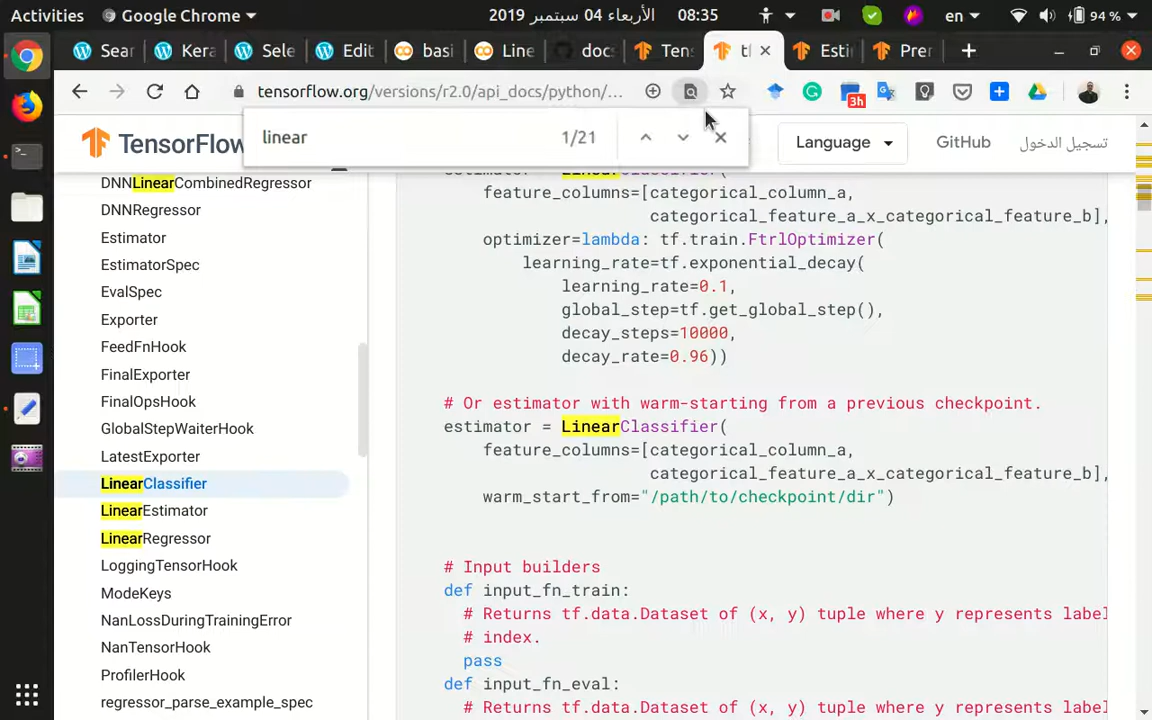 Activities
Google Chrome
الأربعاء 04 سبتمبر 2019
08:35
en
94 %
Sear
Kera
Sele
Edit
basi
Line
doc
Tens
tf
Esti
Pre
tensorflow.org/versions/r2.0/api_docs/python/...
3h
linear
1/21
TensorFlow
Language
GitHub
تسجيل الدخول
DNNLinearCombinedRegressor
DNNRegressor
Estimator
EstimatorSpec
EvalSpec
Exporter
FeedFnHook
FinalExporter
FinalOpsHook
GlobalStepWaiterHook
LatestExporter
LinearClassifier
LinearEstimator
LinearRegressor
LoggingTensorHook
ModeKeys
NanLossDuringTrainingError
NanTensorHook
ProfilerHook
regressor_parse_example_spec
estimator = LinearClassifier(
feature_columns=[categorical_column_a,
categorical_feature_a_x_categorical_feature_b],
optimizer=lambda: tf.train.FtrlOptimizer(
learning_rate=tf.exponential_decay(
learning_rate=0.1,
global_step=tf.get_global_step(),
decay_steps=10000,
decay_rate=0.96))
# Or estimator with warm-starting from a previous checkpoint.
estimator = LinearClassifier(
feature_columns=[categorical_column_a,
categorical_feature_a_x_categorical_feature_b],
warm_start_from="/path/to/checkpoint/dir")
# Input builders
def input_fn_train:
# Returns tf.data.Dataset of (x, y) tuple where y represents label
# index.
pass
def input_fn_eval:
# Returns tf.data.Dataset of (x, y) tuple where y represents label